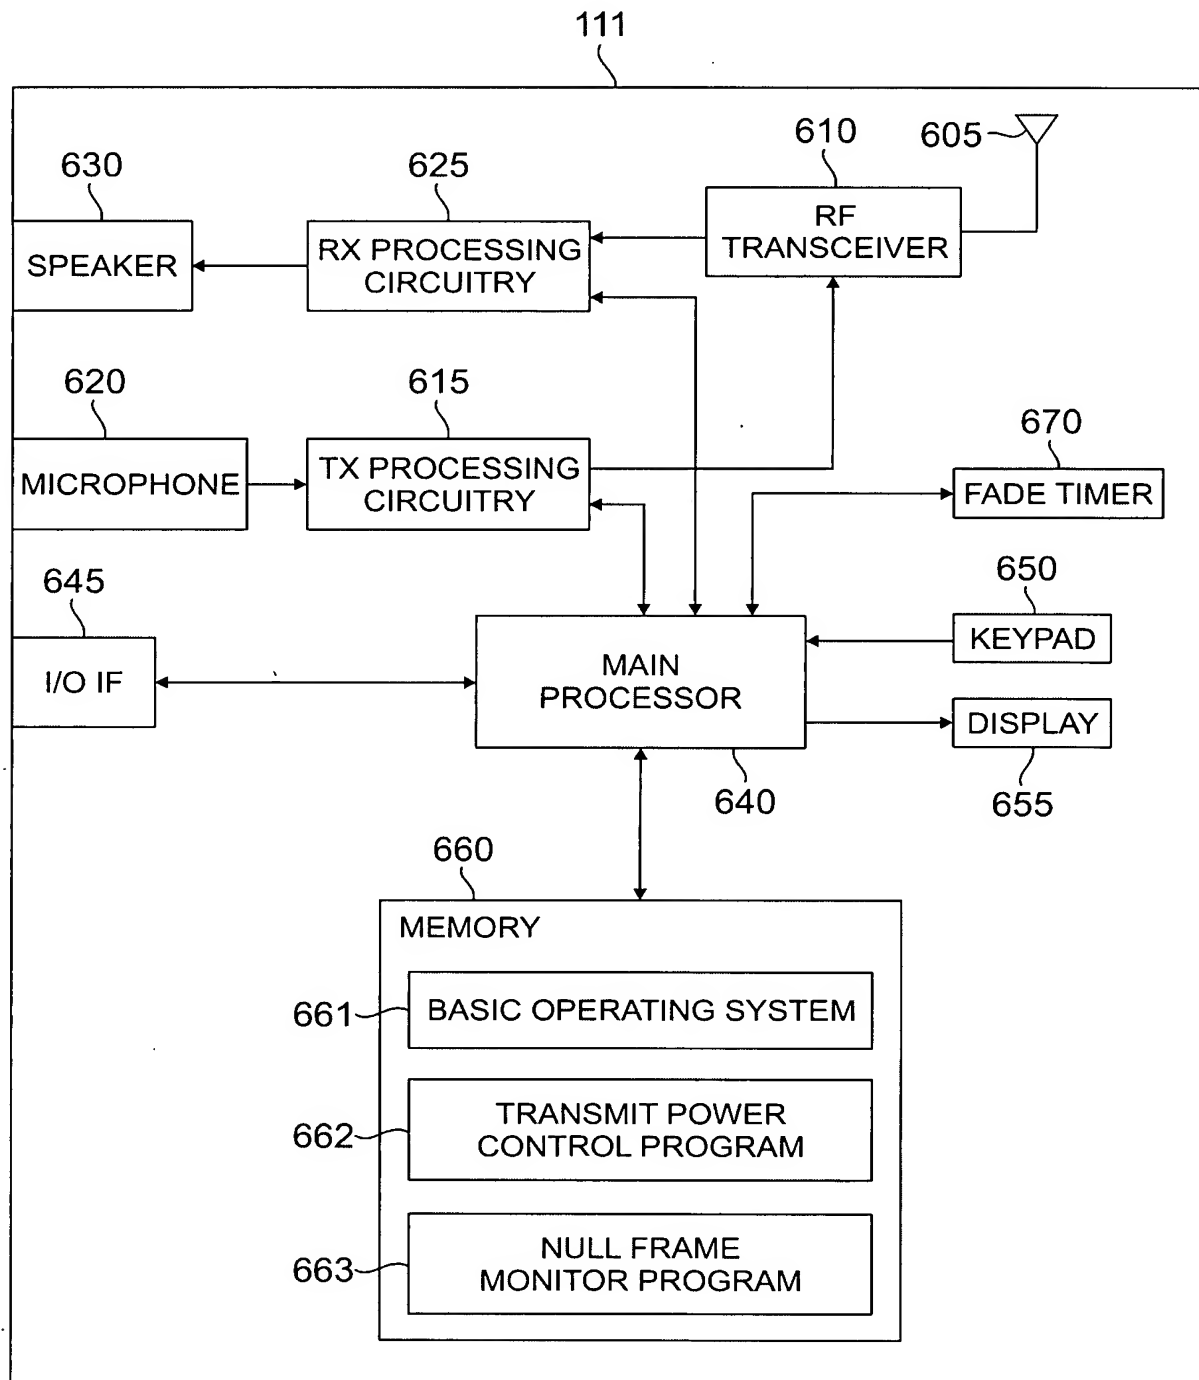 111
630
625
610
605
SPEAKER
RX PROCESSING
CIRCUITRY
RF
TRANSCEIVER
620
615
670
MICROPHONE
TX PROCESSING
CIRCUITRY
FADE TIMER
645
650
I/O IF
MAIN
PROCESSOR
KEYPAD
DISPLAY
640
655
660
MEMORY
661
BASIC OPERATING SYSTEM
662
TRANSMIT POWER
CONTROL PROGRAM
663
NULL FRAME
MONITOR PROGRAM